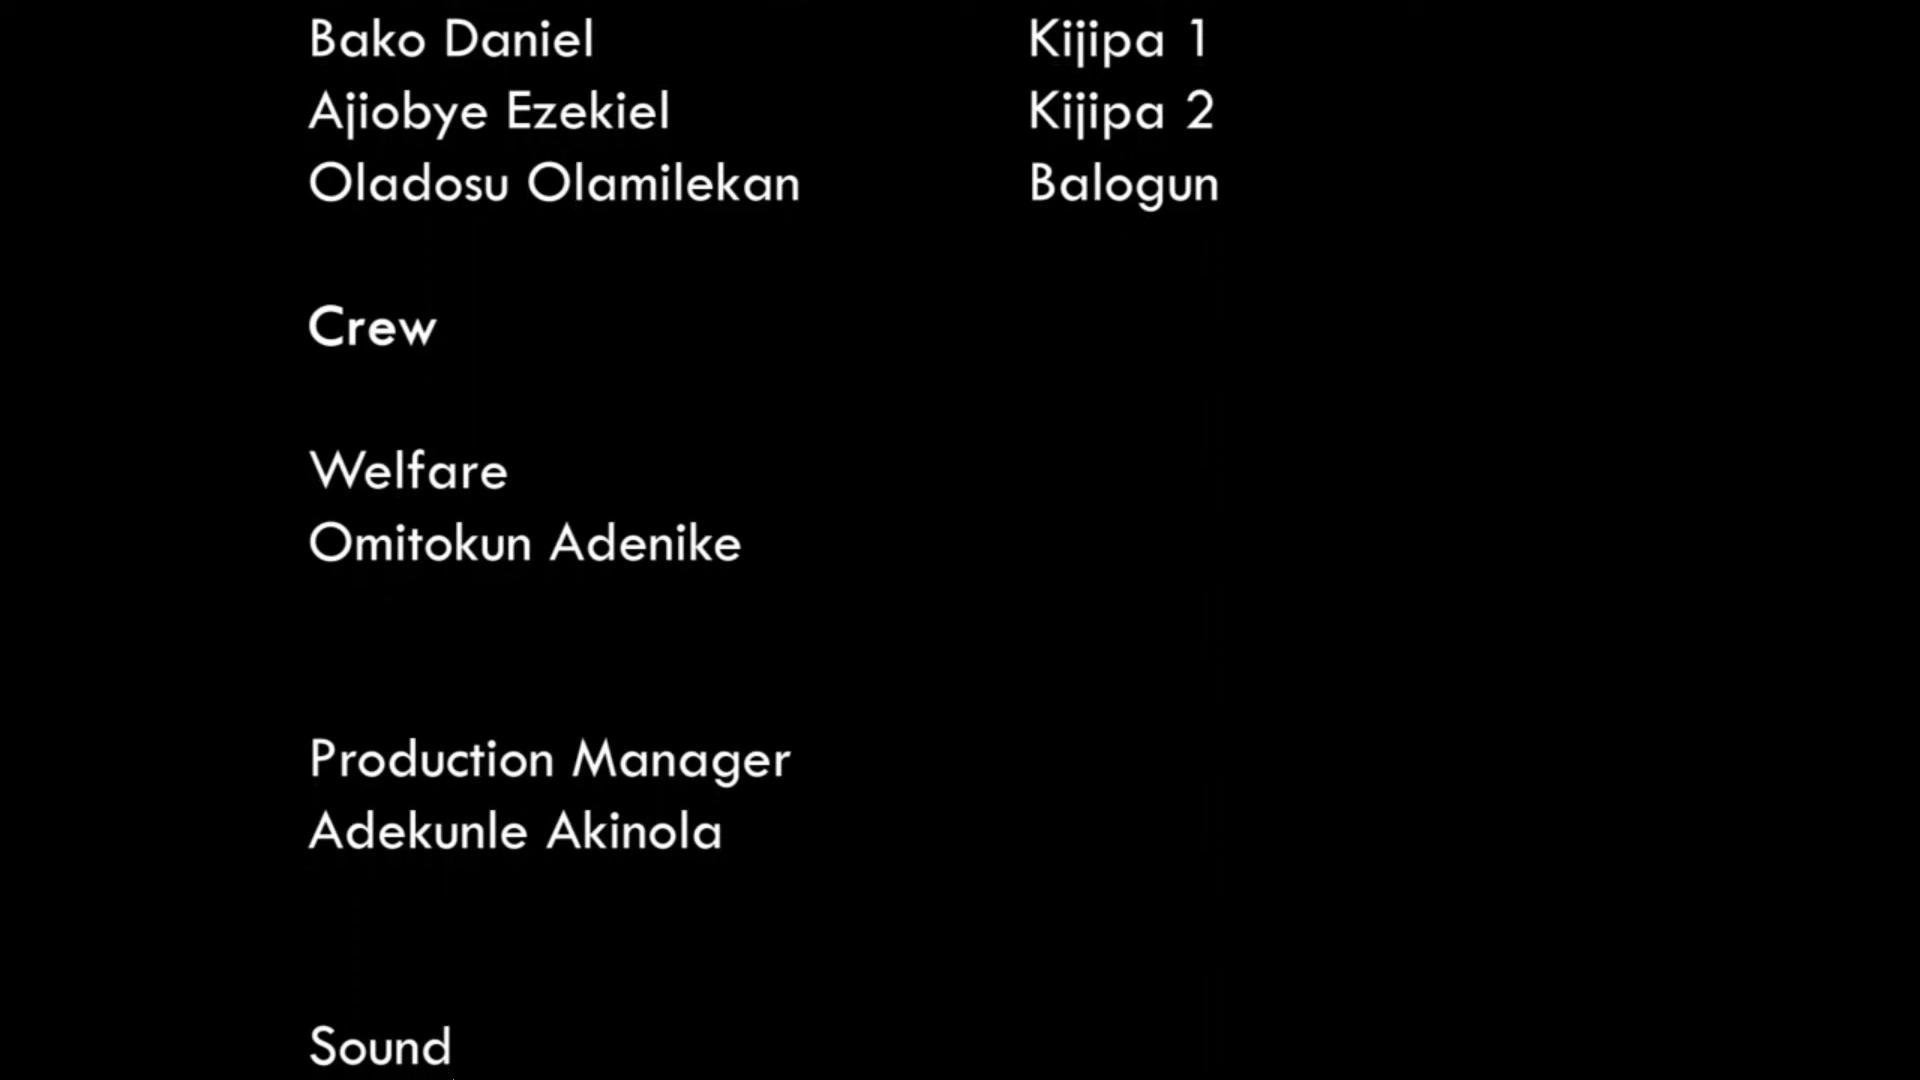 Bako Daniel Kijipa 1
Ajiobye Ezekiel Kijipa 2
Oladosu Olamilekan Balogun
Crew
Welfare
Omitokun Adenike
Production Manager
Adekunle Akinola
Sound